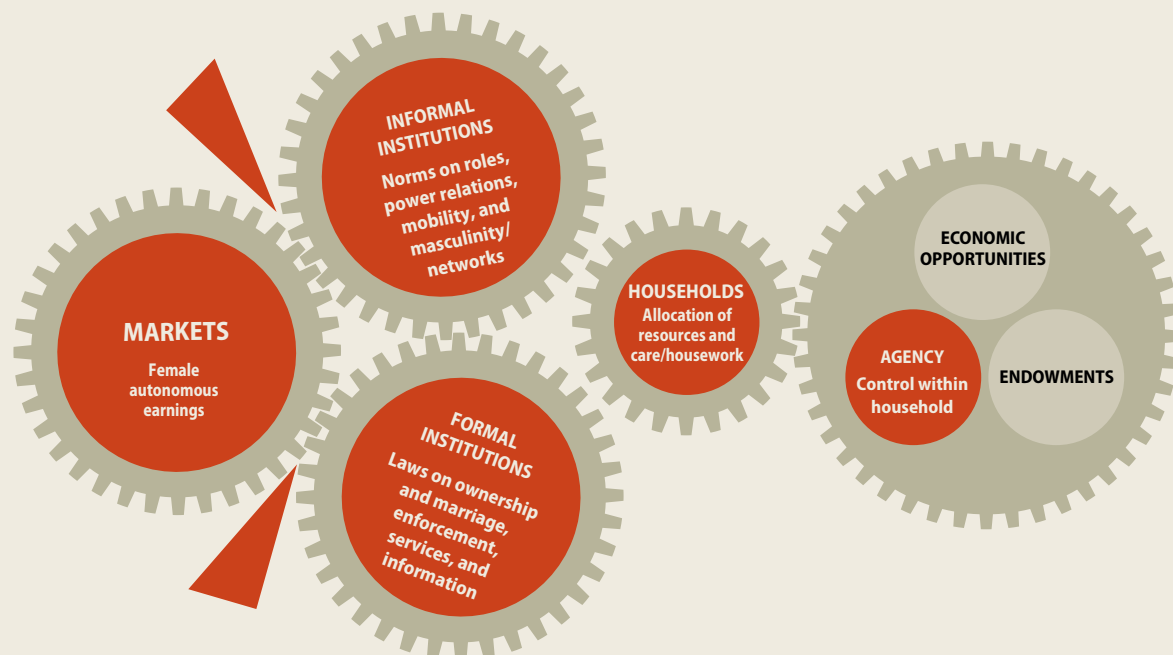 MARKETS
Female
autonomous
earnings
INFORMAL
INSTITUTIONS
Norms on roles,
power relations,
mobility, and
masculinity/
networks
FORMAL
INSTITUTIONS
Laws on ownership
and marriage,
enforcement,
services, and
information
HOUSEHOLDS
Allocation of
resources and
care/housework
ECONOMIC
OPPORTUNITIES
AGENCY
Control within
household
ENDOWMENTS